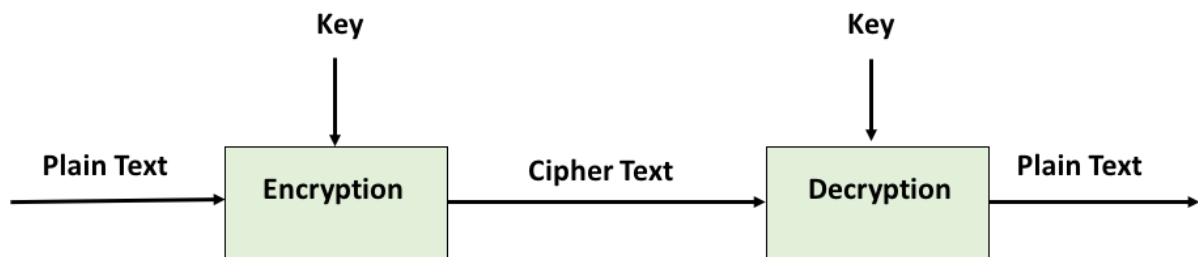 Key
Key
Plain Text
Encryption
Cipher Text
Decryption
Plain Text